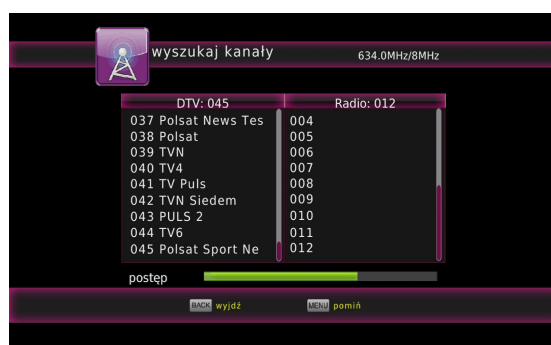 wyszukaj kanały
634.0MHz/8MHz
DTV: 045
Radio: 012
037 Polsat News Tes
038 Polsat
039 TVN
040 TV4
041 TV Puls
042 TVN Siedem
043 PULS 2
044 TV6
045 Polsat Sport Ne
004
005
006
007
008
009
010
011
012
postęp
BACK wyjdź
MENU pomiń